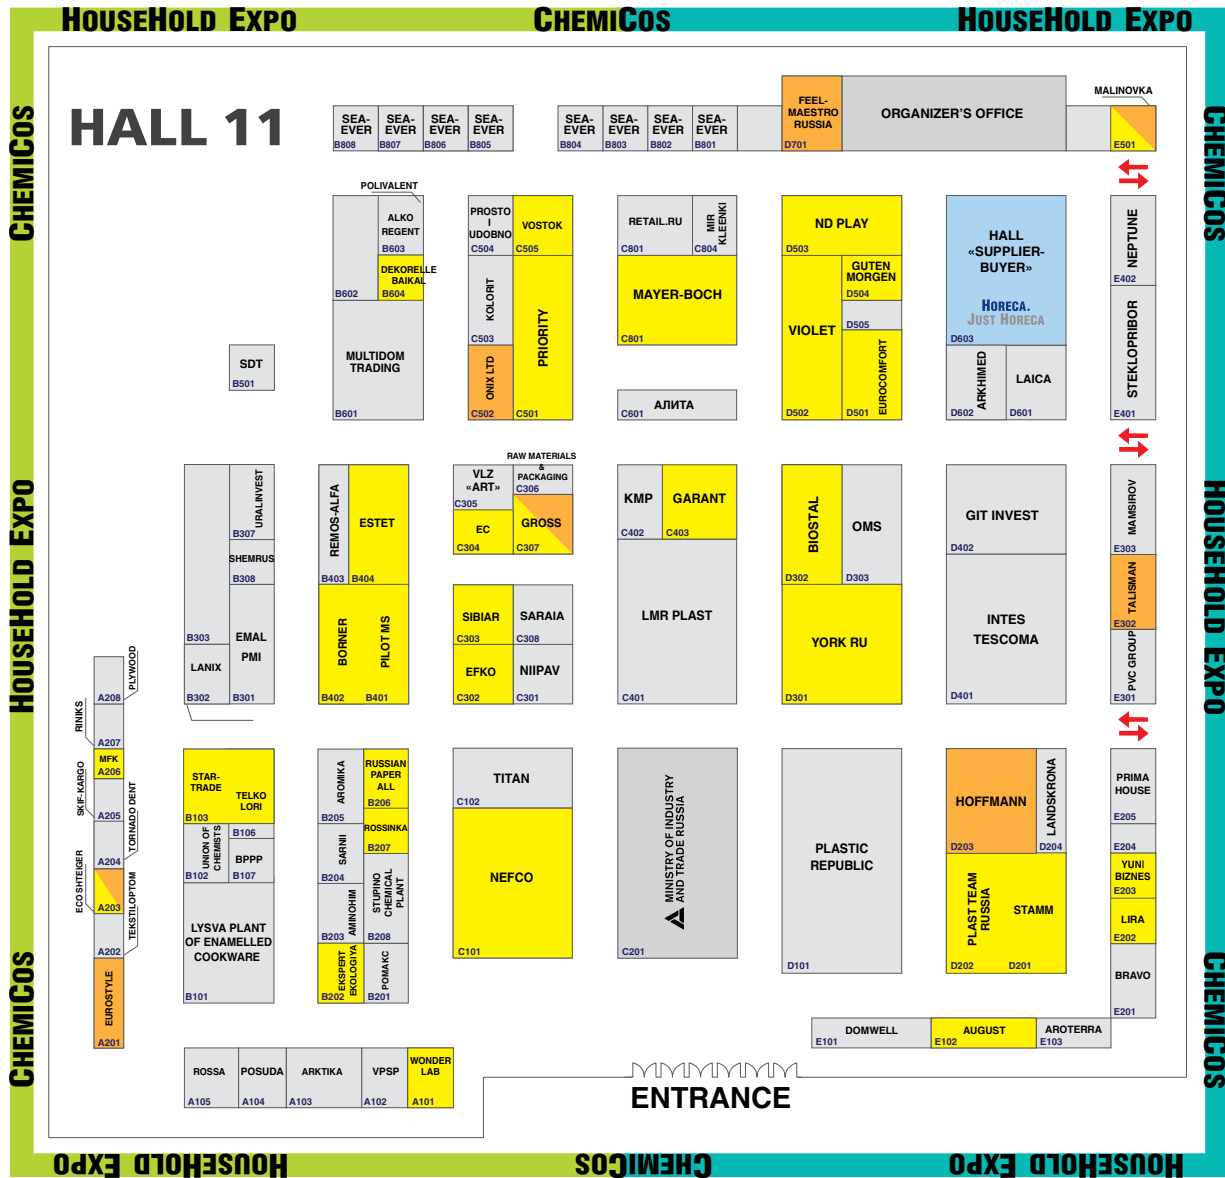 HOUSEHOLD EXPO
CHEMICOS
HOUSEHOLD EXPO
CHEMICOS
HOUSEHOLD EXPO
CHEMICOS
CHEMICOS
HOUSEHOLD EXPO
CHEMICOS
HOUSEHOLD EXPO
CHEMICOS
HOUSEHOLD EXPO
HALL 11
SEA-
EVER
B808
SEA-
EVER
B807
SEA-
EVER
B806
SEA-
EVER
B805
SEA-
EVER
B804
SEA-
EVER
B803
SEA-
EVER
B802
SEA-
EVER
B801
FEEL-
MAESTRO
RUSSIA
D701
ORGANIZER'S OFFICE
MALINOVKA
E501
POLIVALENT
B602
ALKO
REGENT
B603
DEKORELLE
BAIKAL
B604
MULTIDOM
TRADING
B601
PROSTO
I
UDOBNO
C504
VOSTOK
C505
KOLORIT
C503
PRIORITY
C501
ONIX LTD
C502
RETAIL.RU
C801
MIR
KLEENKI
C804
MAYER-BOCH
C801
АЛИТА
C601
ND PLAY
D503
VIOLET
D502
GUTEN
MORGEN
D504
D505
EUROCOMFORT
D501
HALL
«SUPPLIER-
BUYER»
HORECA.
JUST HORECA
D603
ARKHIMED
D602
LAICA
D601
NEPTUNE
E402
STEKLOPRIBOR
E401
SDT
B501
B303
URALINVEST
B307
SHEMRUS
B308
EMAL
PMI
B301
LANIX
B302
REMOS-ALFA
B403
ESTET
B404
BORNER
B402
PILOT MS
B401
VLZ
«ART»
C305
RAW MATERIALS
&
PACKAGING
C306
EC
C304
GROSS
C307
SIBIAR
C303
SARAIA
C308
EFKO
C302
NIIPAV
C301
KMP
C402
GARANT
C403
LMR PLAST
C401
BIOSTAL
D302
OMS
D303
YORK RU
D301
GIT INVEST
D402
INTES
TESCOMA
D401
MAMSIROV
E303
TALISMAN
E302
PVC GROUP
E301
PLYWOOD
A208
RINIKS
A207
MFK
A206
SKIF-KARGO
A205
TORNADO DENT
A204
ECO SHTEIGER
A203
TEKSTILOPTOM
A202
EUROSTYLE
A201
STAR-
TRADE
B103
TELKO
LORI
UNION OF
CHEMISTS
B102
B106
BPPP
B107
LYSVA PLANT
OF ENAMELLED
COOKWARE
B101
AROMIKA
B205
RUSSIAN
PAPER
ALL
B206
ROSSINKA
B207
SARNII
B204
STUPINO
CHEMICAL
PLANT
B208
AMINOHIM
B203
EKSPERT
EKOLOGIYA
B202
POMAKC
B201
TITAN
C102
NEFCO
C101
MINISTRY OF INDUSTRY
AND TRADE RUSSIA
C201
PLASTIC
REPUBLIC
D101
HOFFMANN
D203
LANDSKRONA
D204
PLAST TEAM
RUSSIA
D202
STAMM
D201
PRIMA
HOUSE
E205
E204
YUNI
BIZNES
E203
LIRA
E202
BRAVO
E201
DOMWELL
E101
AUGUST
E102
AROTERRA
E103
ROSSA
A105
POSUDA
A104
ARKTIKA
A103
VPSP
A102
WONDER
LAB
A101
ENTRANCE